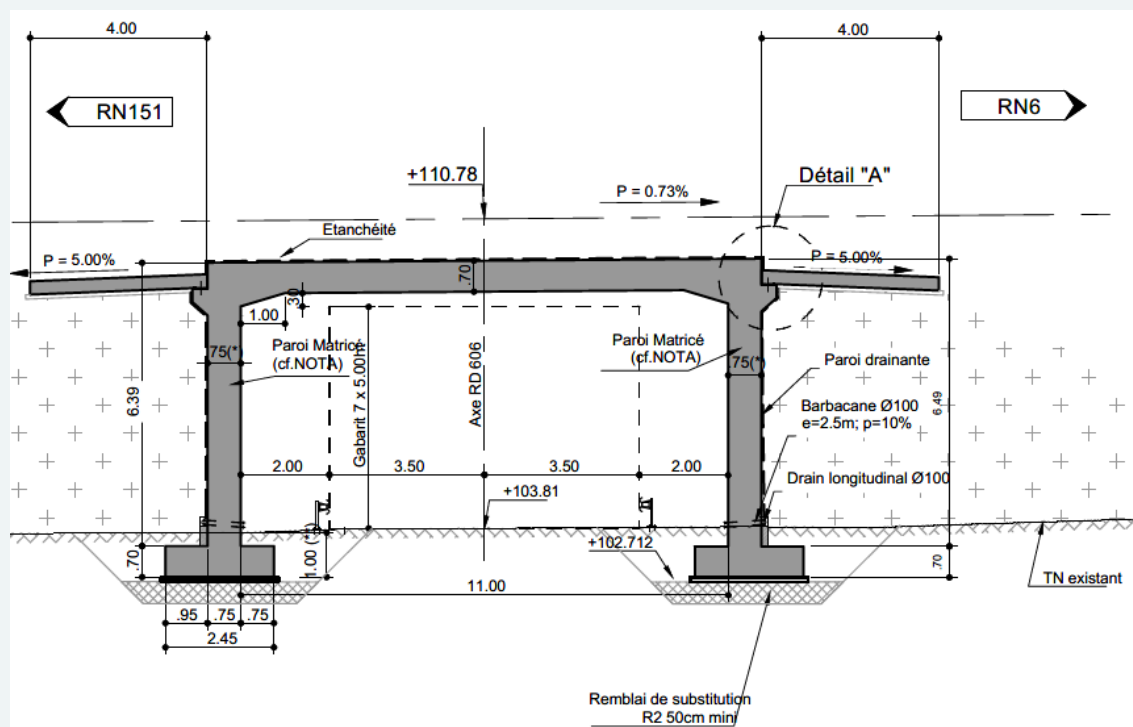 4.00
4.00
RN151
RN6
+110.78
P = 0.73%
Détail "A"
Etanchéité
P = 5.00%
P = 5.00%
.70
.30
1.00
Paroi Matricé
(cf.NOTA)
.75(*)
Gabarit 7 x 5.00ht
Axe RD 606
Paroi Matricé
(cf.NOTA)
.75(*)
Paroi drainante
Barbacane Ø100
e=2.5m; p=10%
6.39
6.49
2.00
3.50
3.50
2.00
Drain longitudinal Ø100
+103.81
+102.712
.70
1.00 (*)
.70
11.00
TN existant
.95
.75
.75
2.45
Remblai de substitution
R2 50cm mini